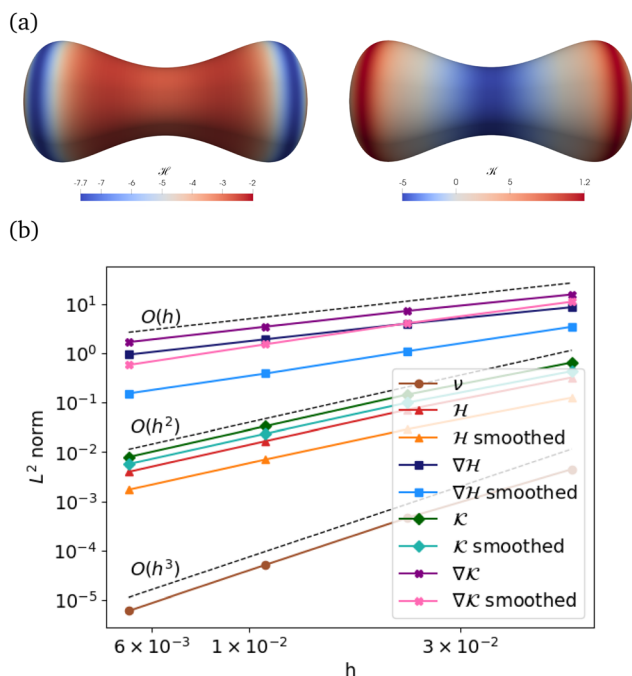 (a)
ℋ
-7.7 -7 -6 -5 -4 -3 -2
𝒦
-5 0 5 1.2
(b)
L² norm
10¹
10⁰
10⁻¹
10⁻²
10⁻³
10⁻⁴
10⁻⁵
O(h)
O(h²)
O(h³)
ν
ℋ
ℋ smoothed
∇ℋ
∇ℋ smoothed
𝒦
𝒦 smoothed
∇𝒦
∇𝒦 smoothed
6 × 10⁻³ 1 × 10⁻² 3 × 10⁻²
h